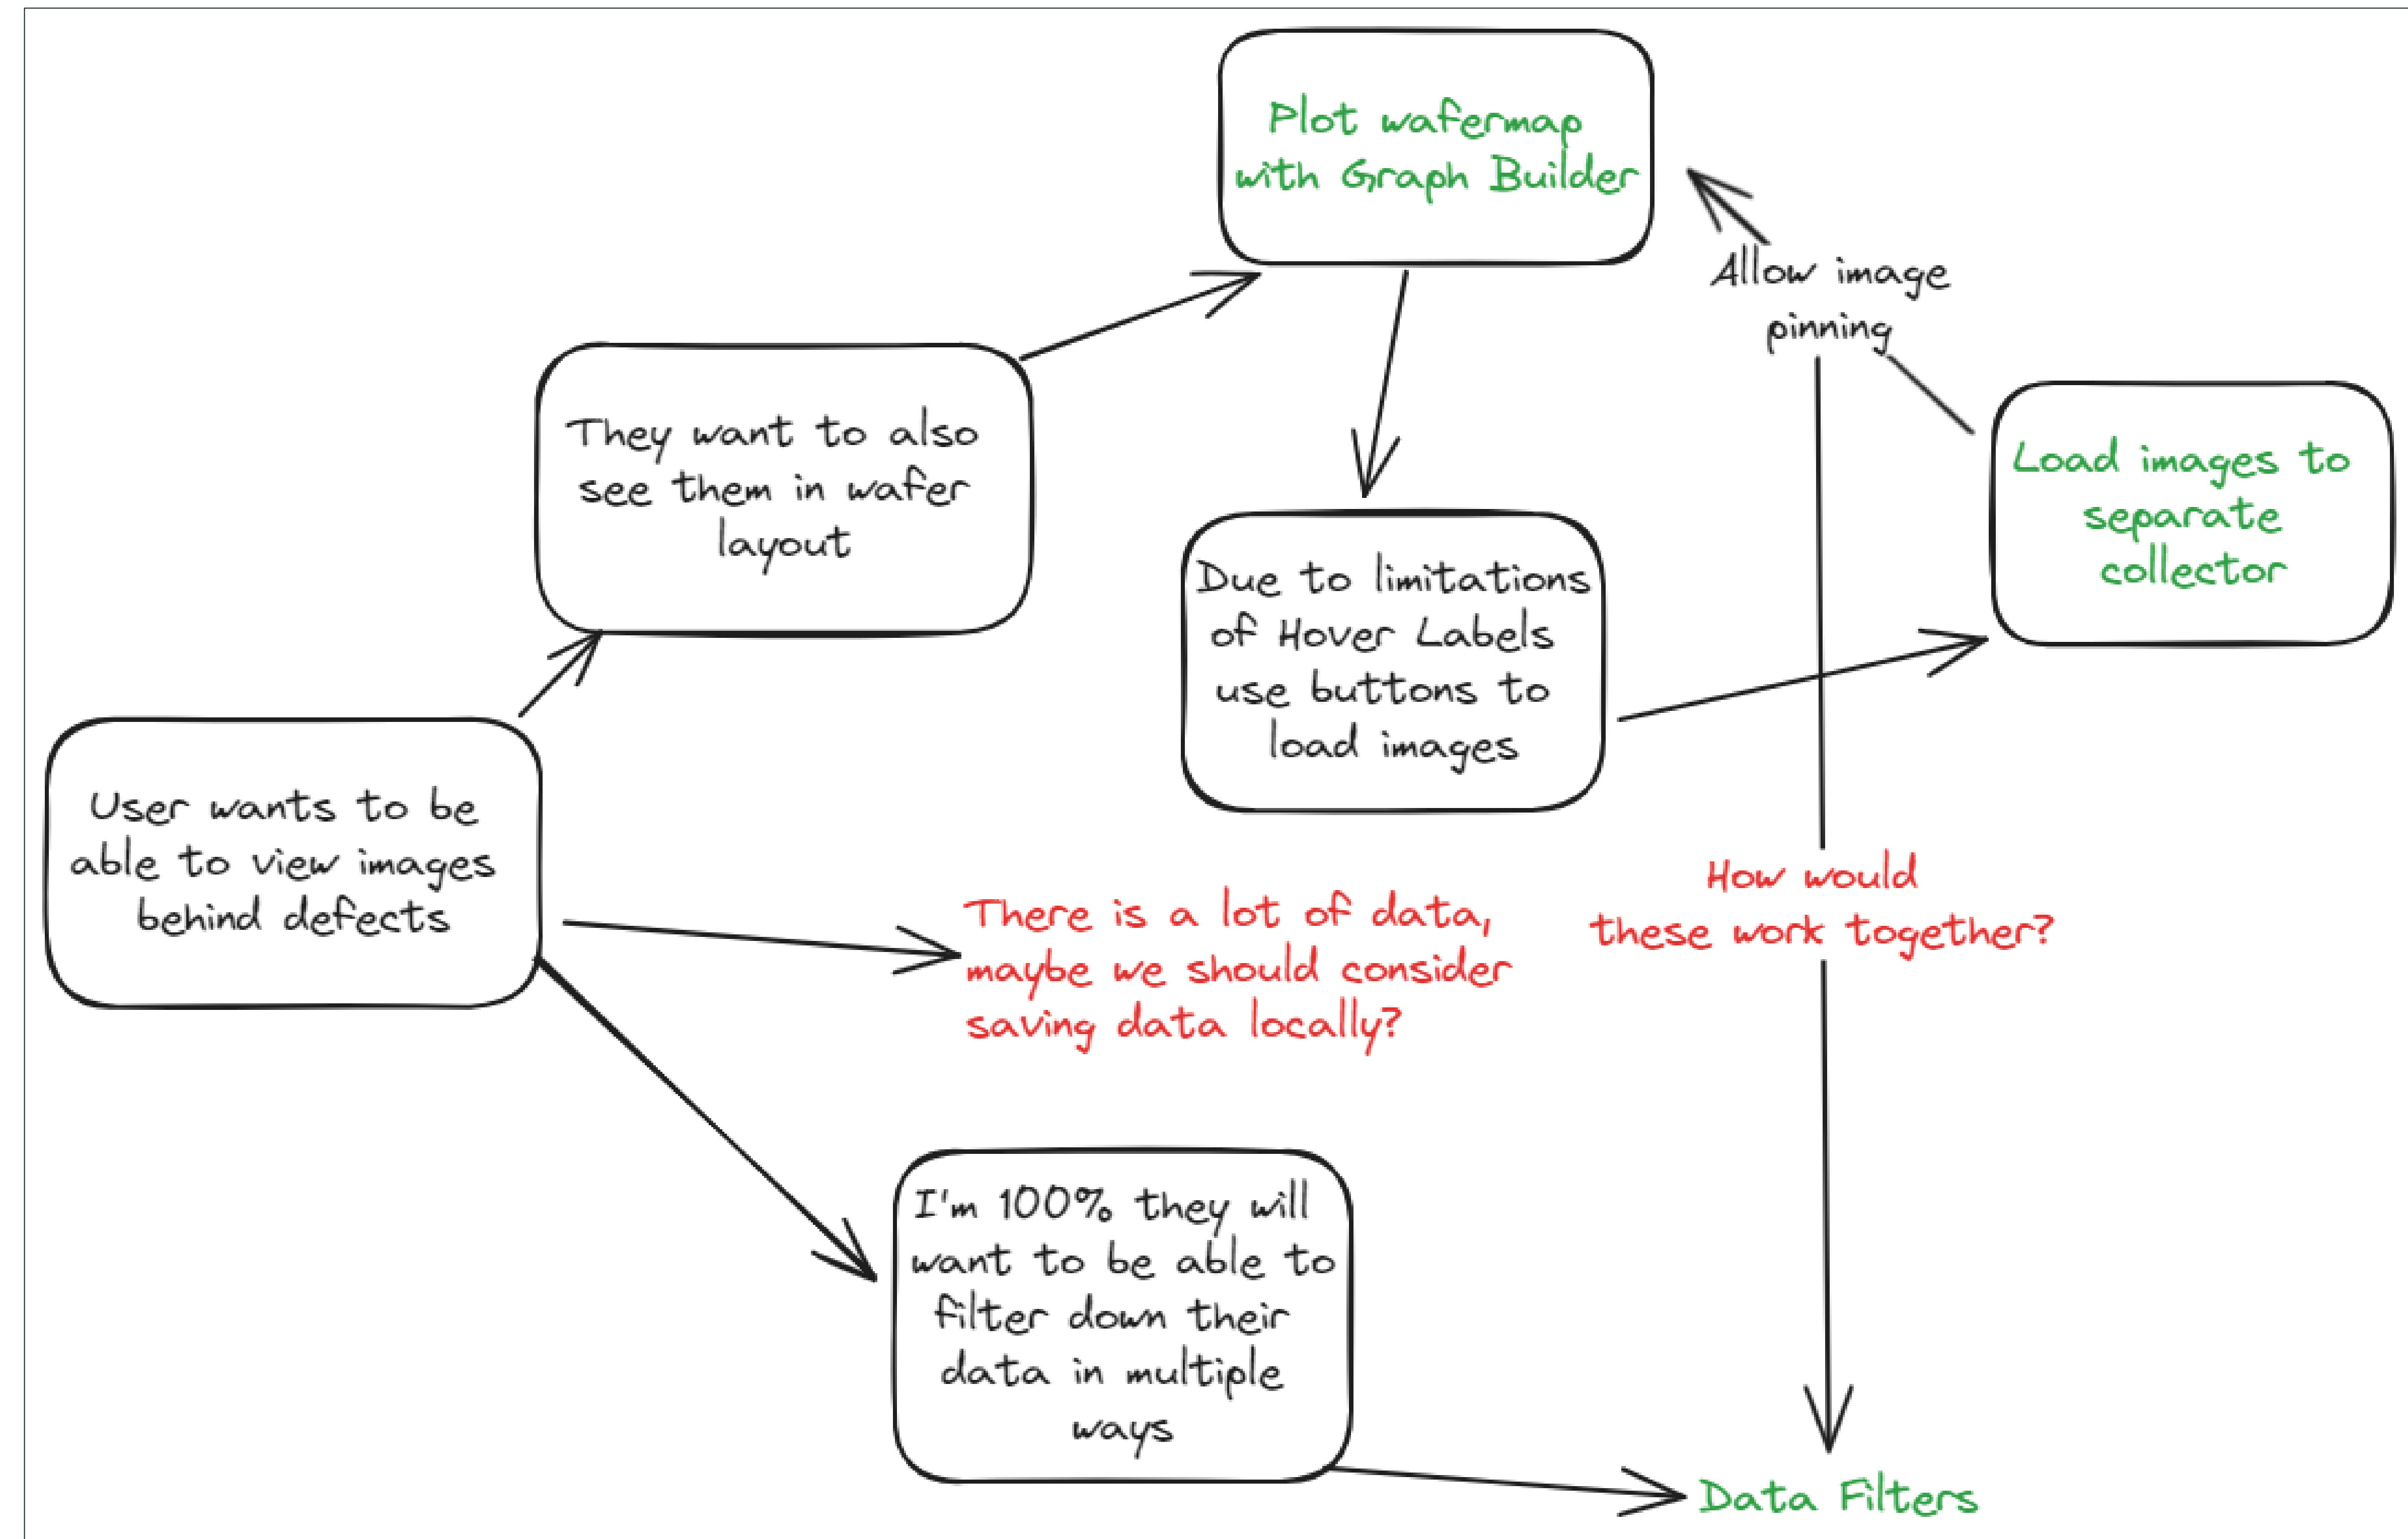 Plot wafermap
with Graph Builder
Allow image
pinning
They want to also
see them in wafer
layout
Load images to
separate
collector
Due to limitations
of Hover Labels
use buttons to
load images
User wants to be
able to view images
behind defects
There is a lot of data,
maybe we should consider
saving data locally?
How would
these work together?
I'm 100% they will
want to be able to
filter down their
data in multiple
ways
Data Filters